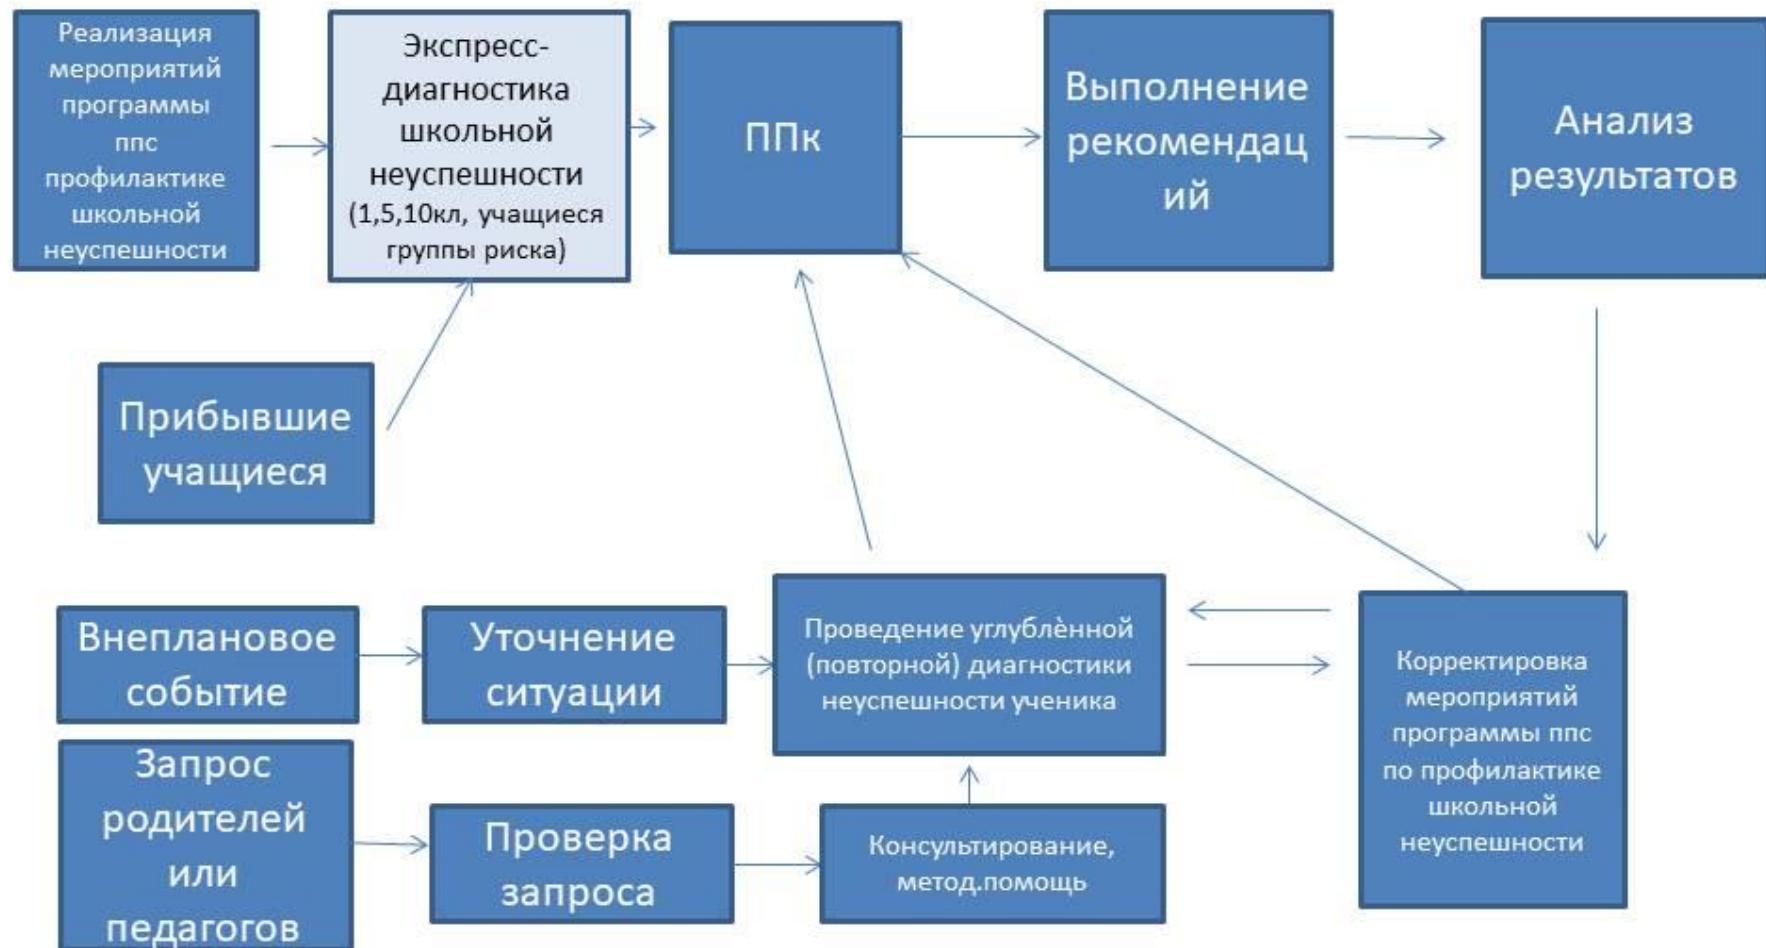 Реализация
мероприятий
программы
ппс
профилактике
школьной
неуспешности
Экспресс-
диагностика
школьной
неуспешности
(1,5,10кл, учащиеся
группы риска)
ППк
Выполнение
рекомендац
ий
Анализ
результатов
Прибывшие
учащиеся
Внеплановое
событие
Уточнение
ситуации
Проведение углублѐнной
(повторной) диагностики
неуспешности ученика
Корректировка
мероприятий
программы ппс
по профилактике
школьной
неуспешности
Запрос
родителей
или
педагогов
Проверка
запроса
Консультирование,
метод.помощь